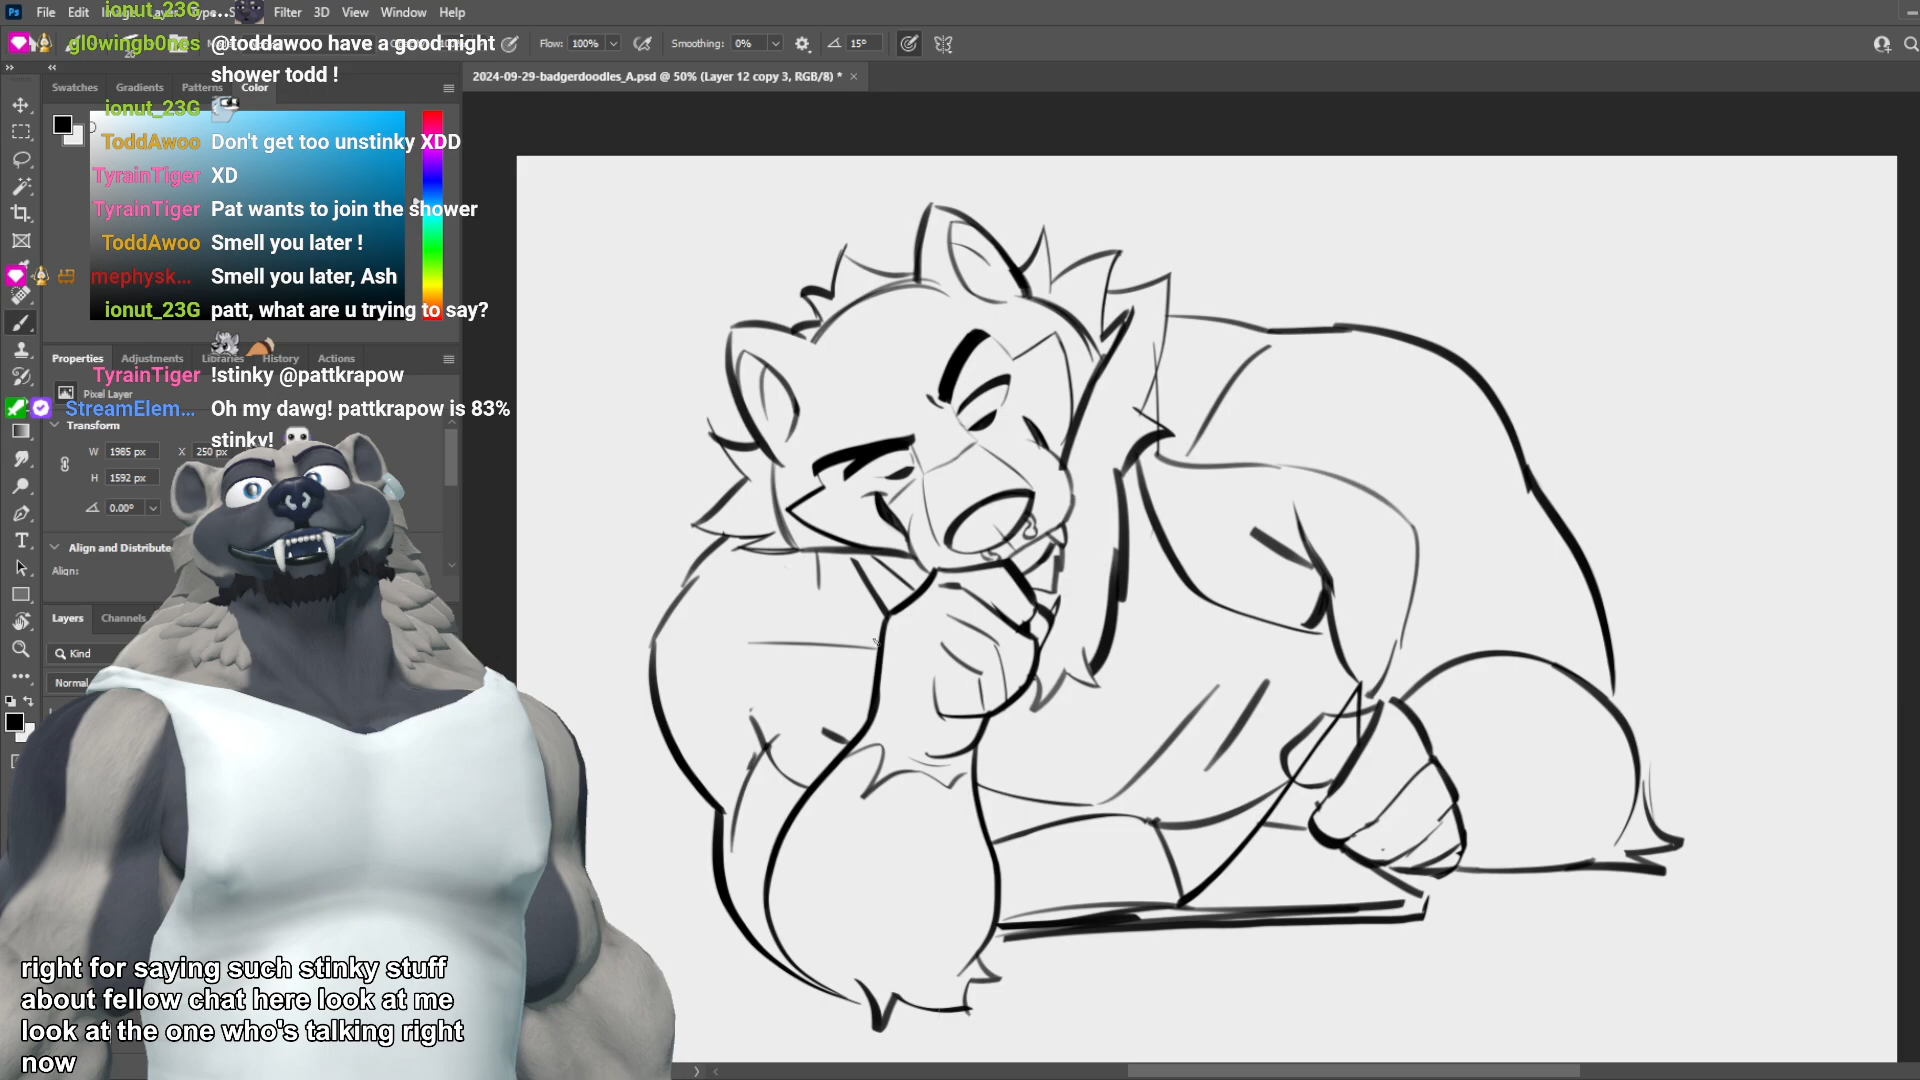 ionut_23G ...
Ps File Edit Filter 3D View Window Help
gl0wingb0nes @toddawoo have a good night
shower todd !
Flow: 100% Smoothing: 0% 15°
2024-09-29-badgerdoodles_A.psd @ 50% (Layer 12 copy 3, RGB/8) *
Swatches Gradients Patterns Color
ionut_23G
ToddAwoo Don't get too unstinky XDD
TyrainTiger XD
TyrainTiger Pat wants to join the shower
ToddAwoo Smell you later !
mephysk... Smell you later, Ash
ionut_23G patt, what are u trying to say?
Properties Adjustments Libraries History Actions
TyrainTiger !stinky @pattkrapow
Pixel Layer
StreamElem... Oh my dawg! pattkrapow is 83%
stinky!
Transform
W 1985 px X 250 px
H 1592 px
0.00°
Align and Distribute
Align:
Layers Channels
Kind
Normal
right for saying such stinky stuff
about fellow chat here look at me
look at the one who's talking right
now